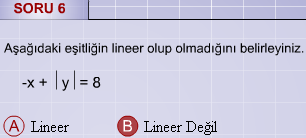 SORU 6
Aşağıdaki eşitliğin lineer olup olmadığını belirleyiniz.
-x + |y| = 8
A Lineer B Lineer Değil